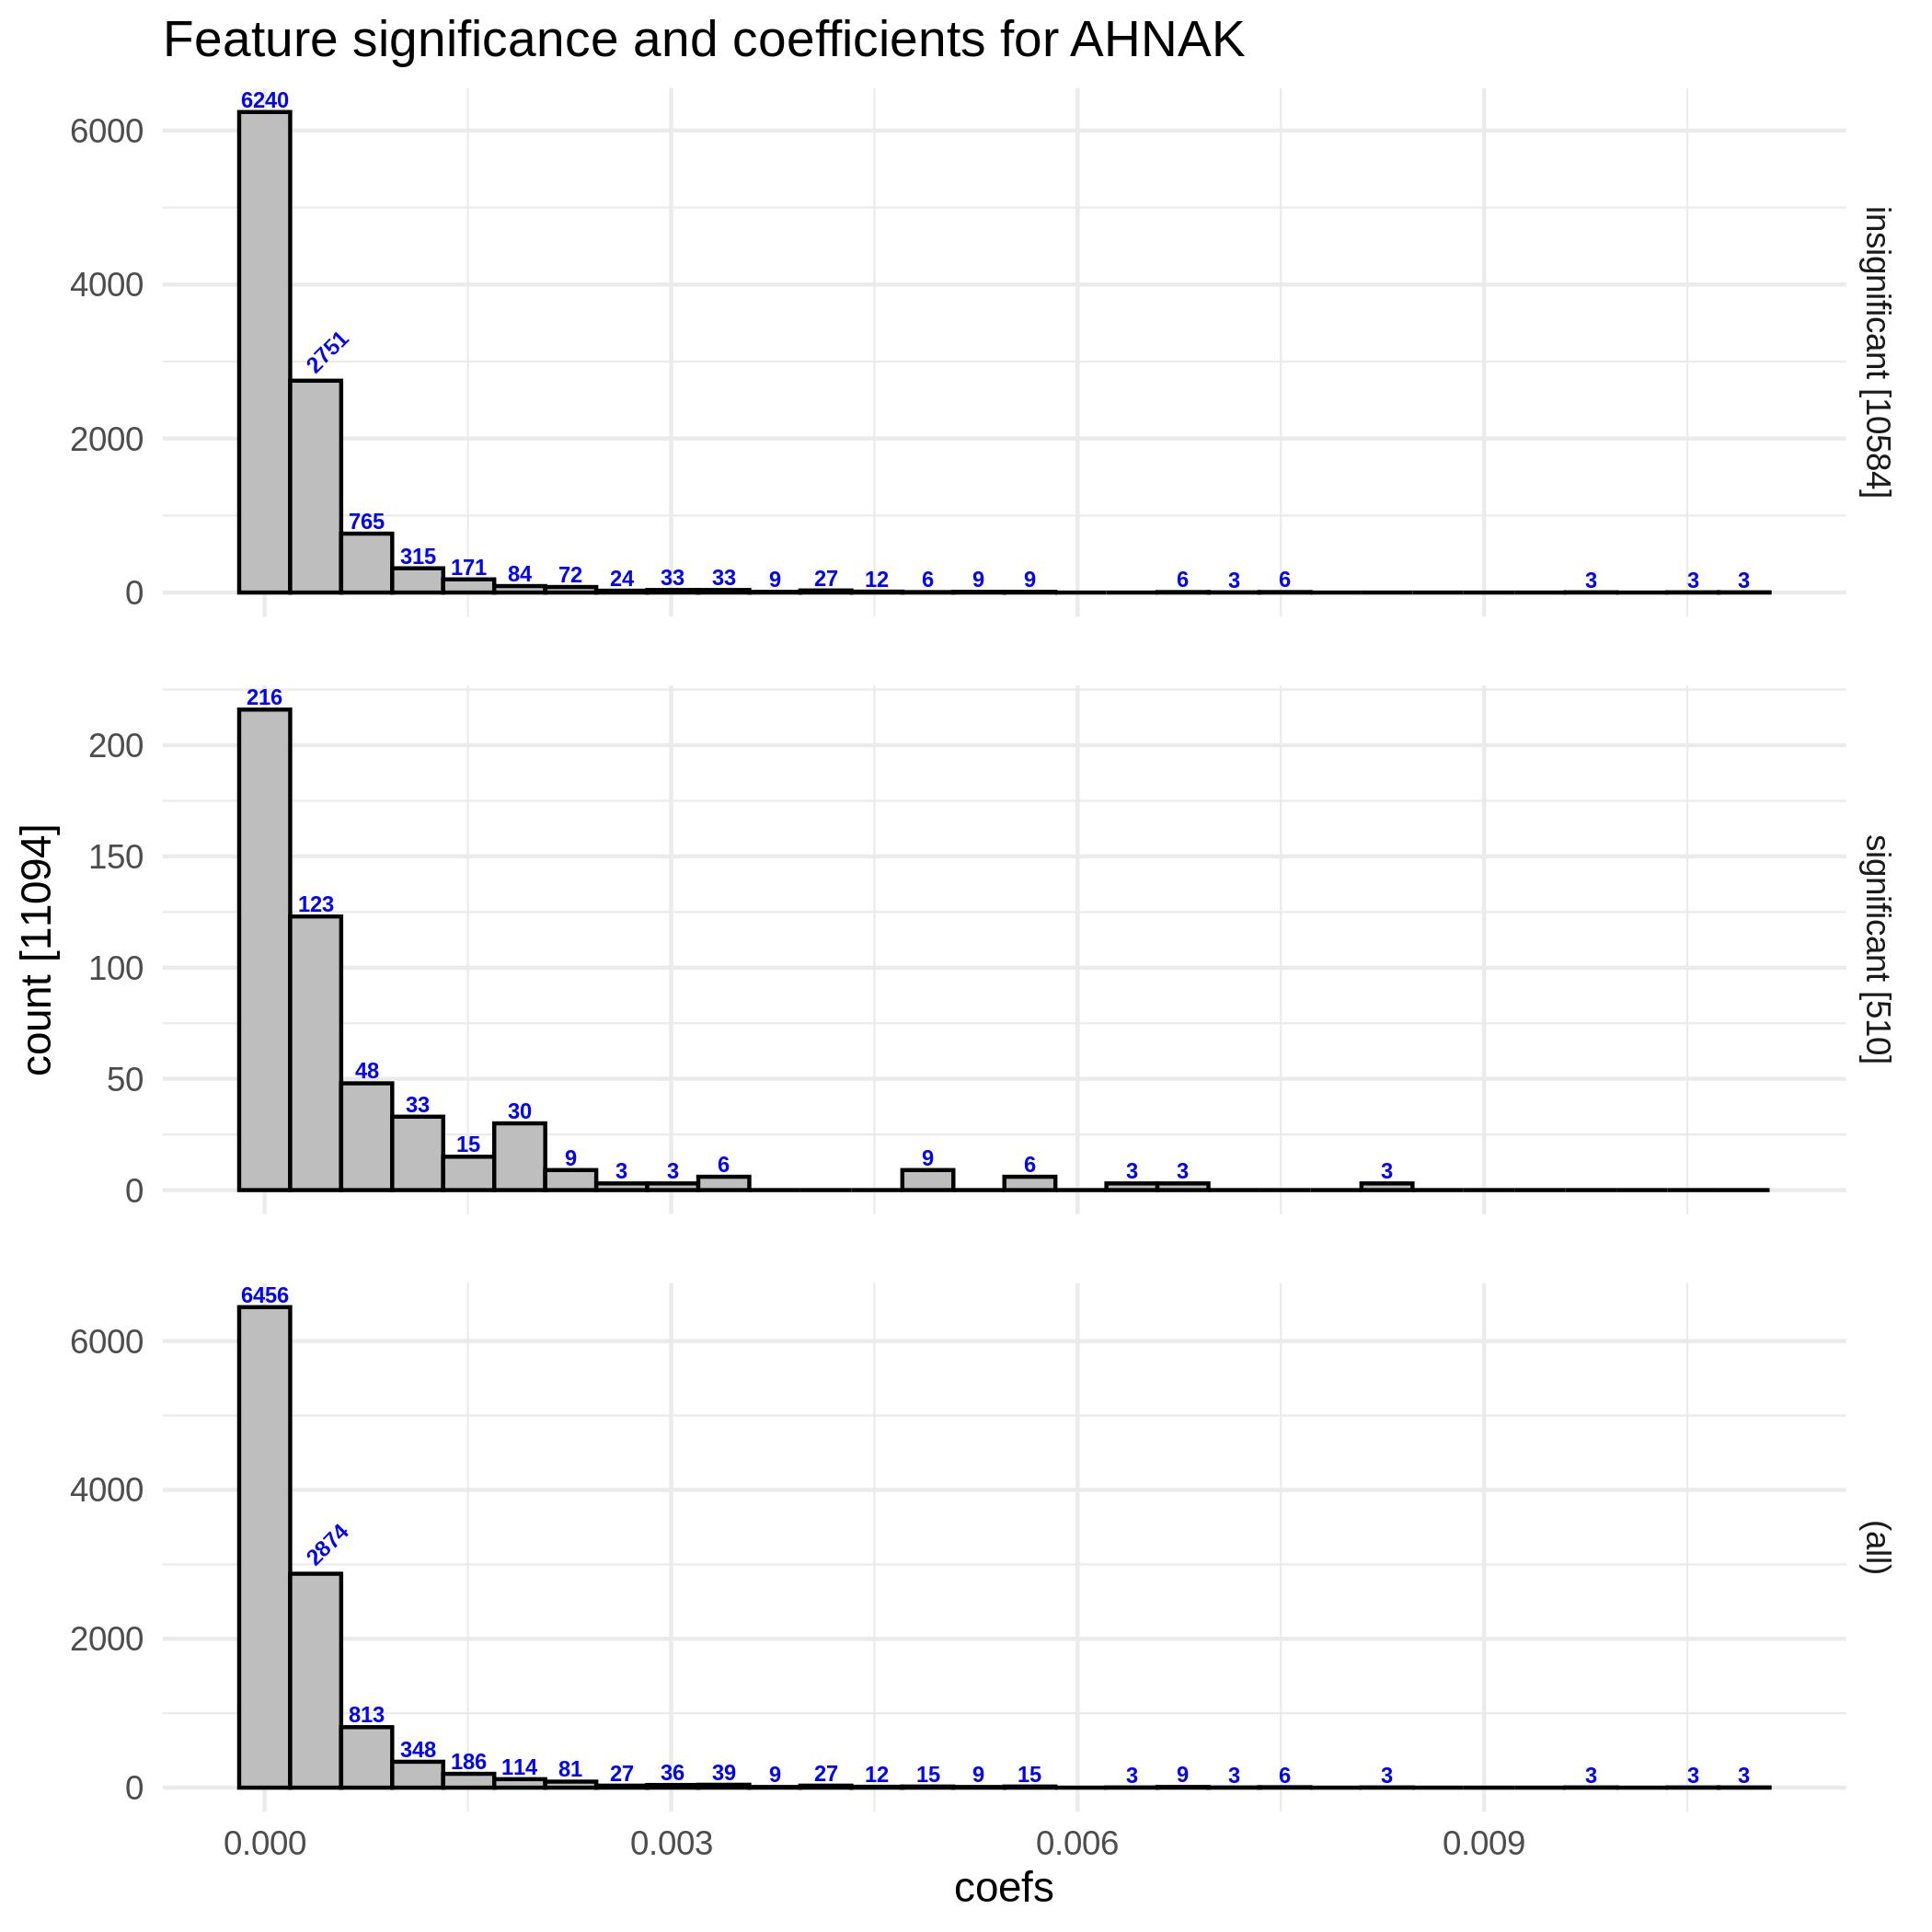 Feature significance and coefficients for AHNAK
6240
6000
4000
2751
2000
765
315 171 84 72 24 33 33 9 27 12 6 9 9 6 3 6 3 3 3
0
insignificant [10584]
216
200
150
123
100
48
50
33
30
15
9 3 3 6 9 6 3 3 3
0
significant [510]
count [11094]
6456
6000
4000
2874
2000
813
348 186 114 81 27 36 39 9 27 12 15 9 15 3 9 3 6 3 3 3 3
0
(all)
0.000 0.003 0.006 0.009
coefs